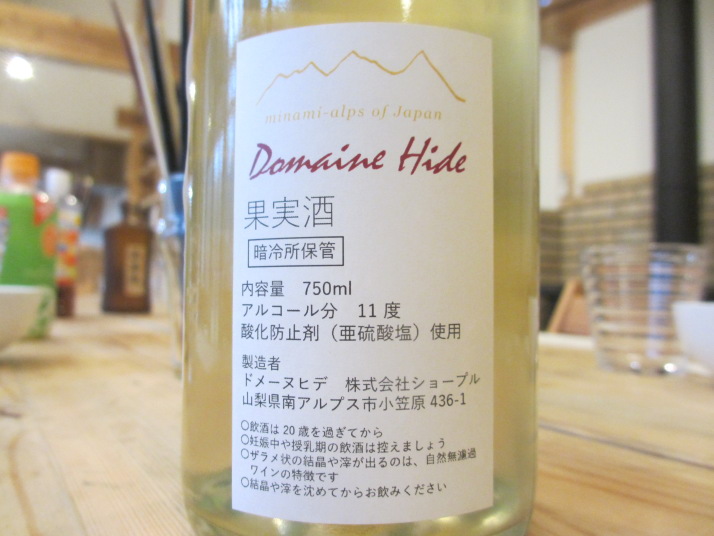 minami-alps of Japan
Domaine Hide
果実酒
暗冷所保管
内容量　750ml
アルコール分　11度
酸化防止剤（亜硫酸塩）使用
製造者
ドメーヌヒデ　株式会社ショープル
山梨県南アルプス市小笠原 436-1
○飲酒は20歳を過ぎてから
○妊娠中や授乳期の飲酒は控えましょう
○ザラメ状の結晶や滓が出るのは、自然無濾過
ワインの特徴です
○結晶や滓を沈めてからお飲みください